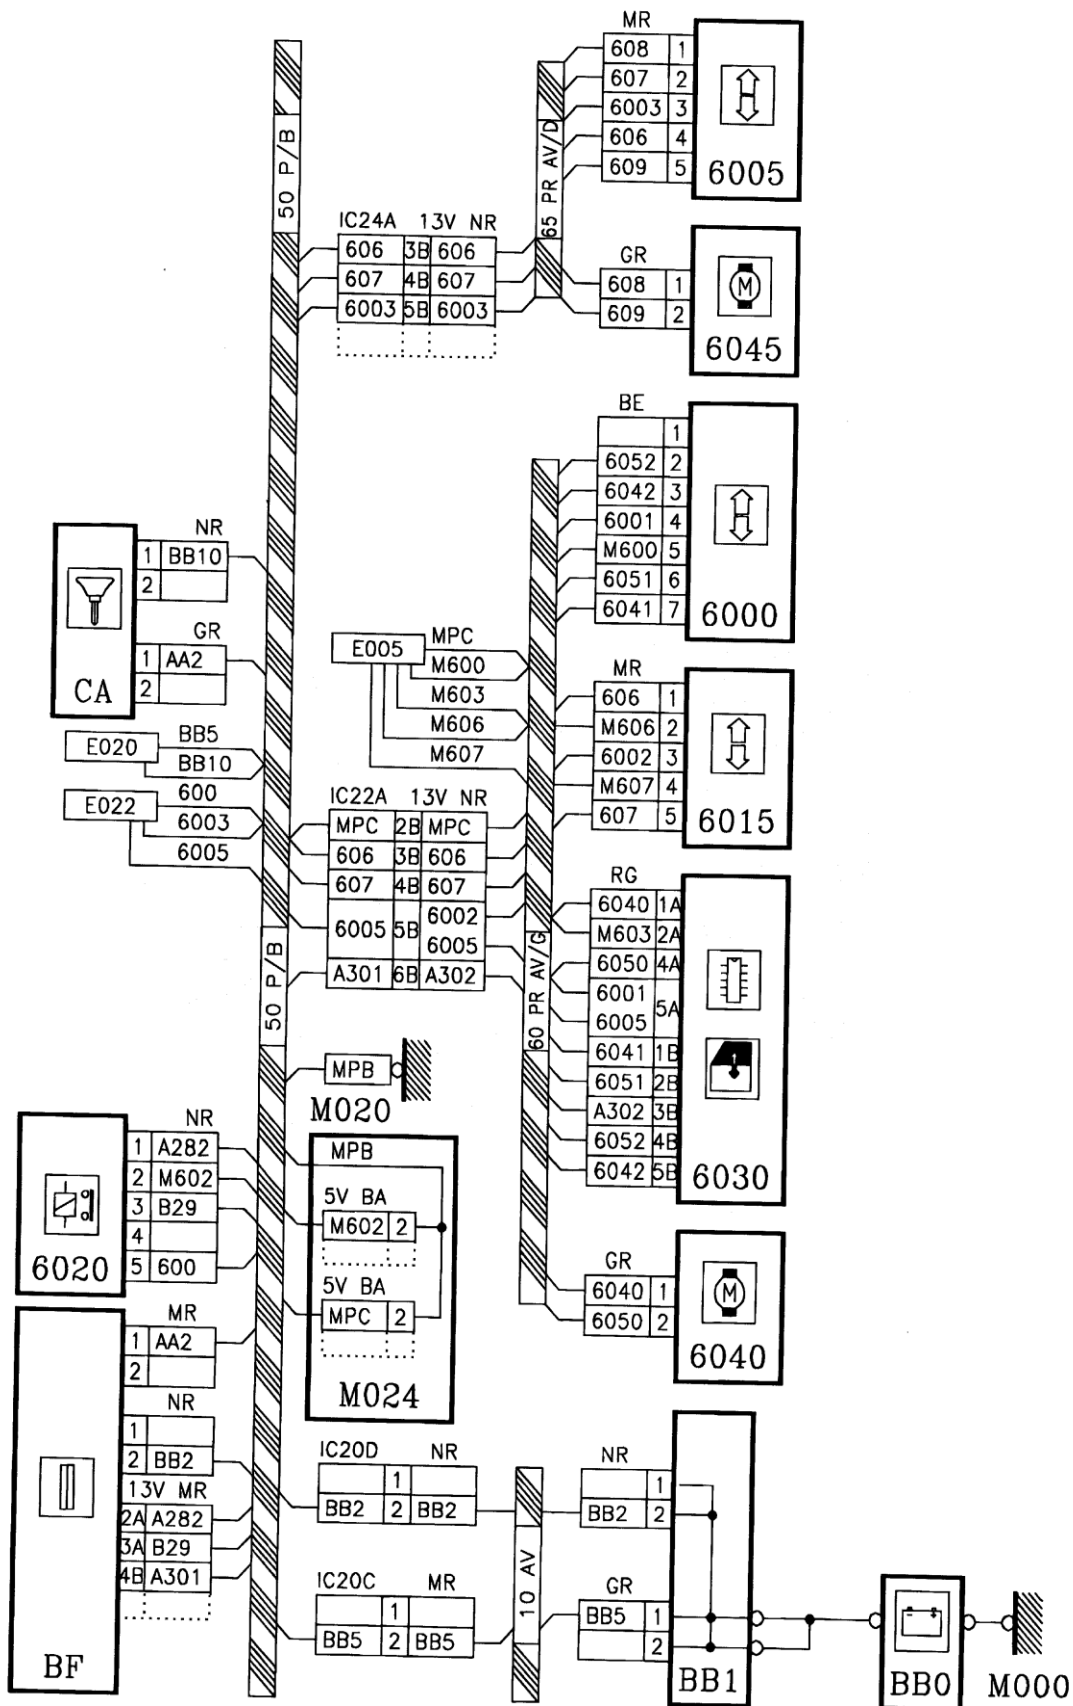 MR
608 1
607 2
6003 3
606 4
609 5
6005
50 P/B
65 PR AV/D
IC24A 13V NR
606 3B 606
607 4B 607
6003 5B 6003
GR
608 1
609 2
M
6045
BE
1
6052 2
6042 3
6001 4
M600 5
6051 6
6041 7
6000
NR
1 BB10
2
GR
1 AA2
2
CA
E005
MPC
M600
M603
M606
M607
MR
606 1
M606 2
6002 3
M607 4
607 5
6015
E020
BB5
BB10
E022
600
6003
6005
IC22A 13V NR
MPC 2B MPC
606 3B 606
607 4B 607
6005 5B 6002
6005
A301 6B A302
50 P/B
60 PR AV/G
RG
6040 1A
M603 2A
6050 4A
6001 5A
6005
6041 1B
6051 2B
A302 3B
6052 4B
6042 5B
6030
MPB
M020
NR
1 A282
2 M602
3 B29
4
5 600
6020
MPB
5V BA
M602 2
5V BA
MPC 2
M024
GR
6040 1
6050 2
M
6040
MR
1 AA2
2
NR
1
2 BB2
13V MR
2A A282
3A B29
4B A301
BF
IC20D NR
1
BB2 2 BB2
IC20C MR
1
BB5 2 BB5
10 AV
NR
1
BB2 2
GR
BB5 1
2
BB1
BB0
M000